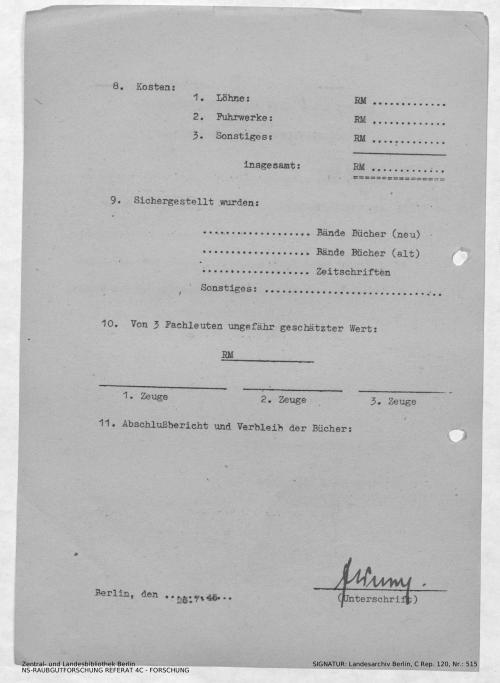 8. Kosten:
1. Löhne: RM .............
2. Fuhrwerke: RM .............
3. Sonstiges: RM .............
insgesamt: RM .............
================
9. Sichergestellt wurden:
................... Bände Bücher (neu)
................... Bände Bücher (alt)
................... Zeitschriften
Sonstiges: ...............................
10. Von 3 Fachleuten ungefähr geschätzter Wert:
RM
1. Zeuge 2. Zeuge 3. Zeuge
11. Abschlußbericht und Verbleib der Bücher:
Berlin, den
(Unterschrift)
Zentral- und Landesbibliothek Berlin
NS-RAUBGUTFORSCHUNG REFERAT 4C - FORSCHUNG
SIGNATUR: Landesarchiv Berlin, C Rep. 120, Nr.: 515